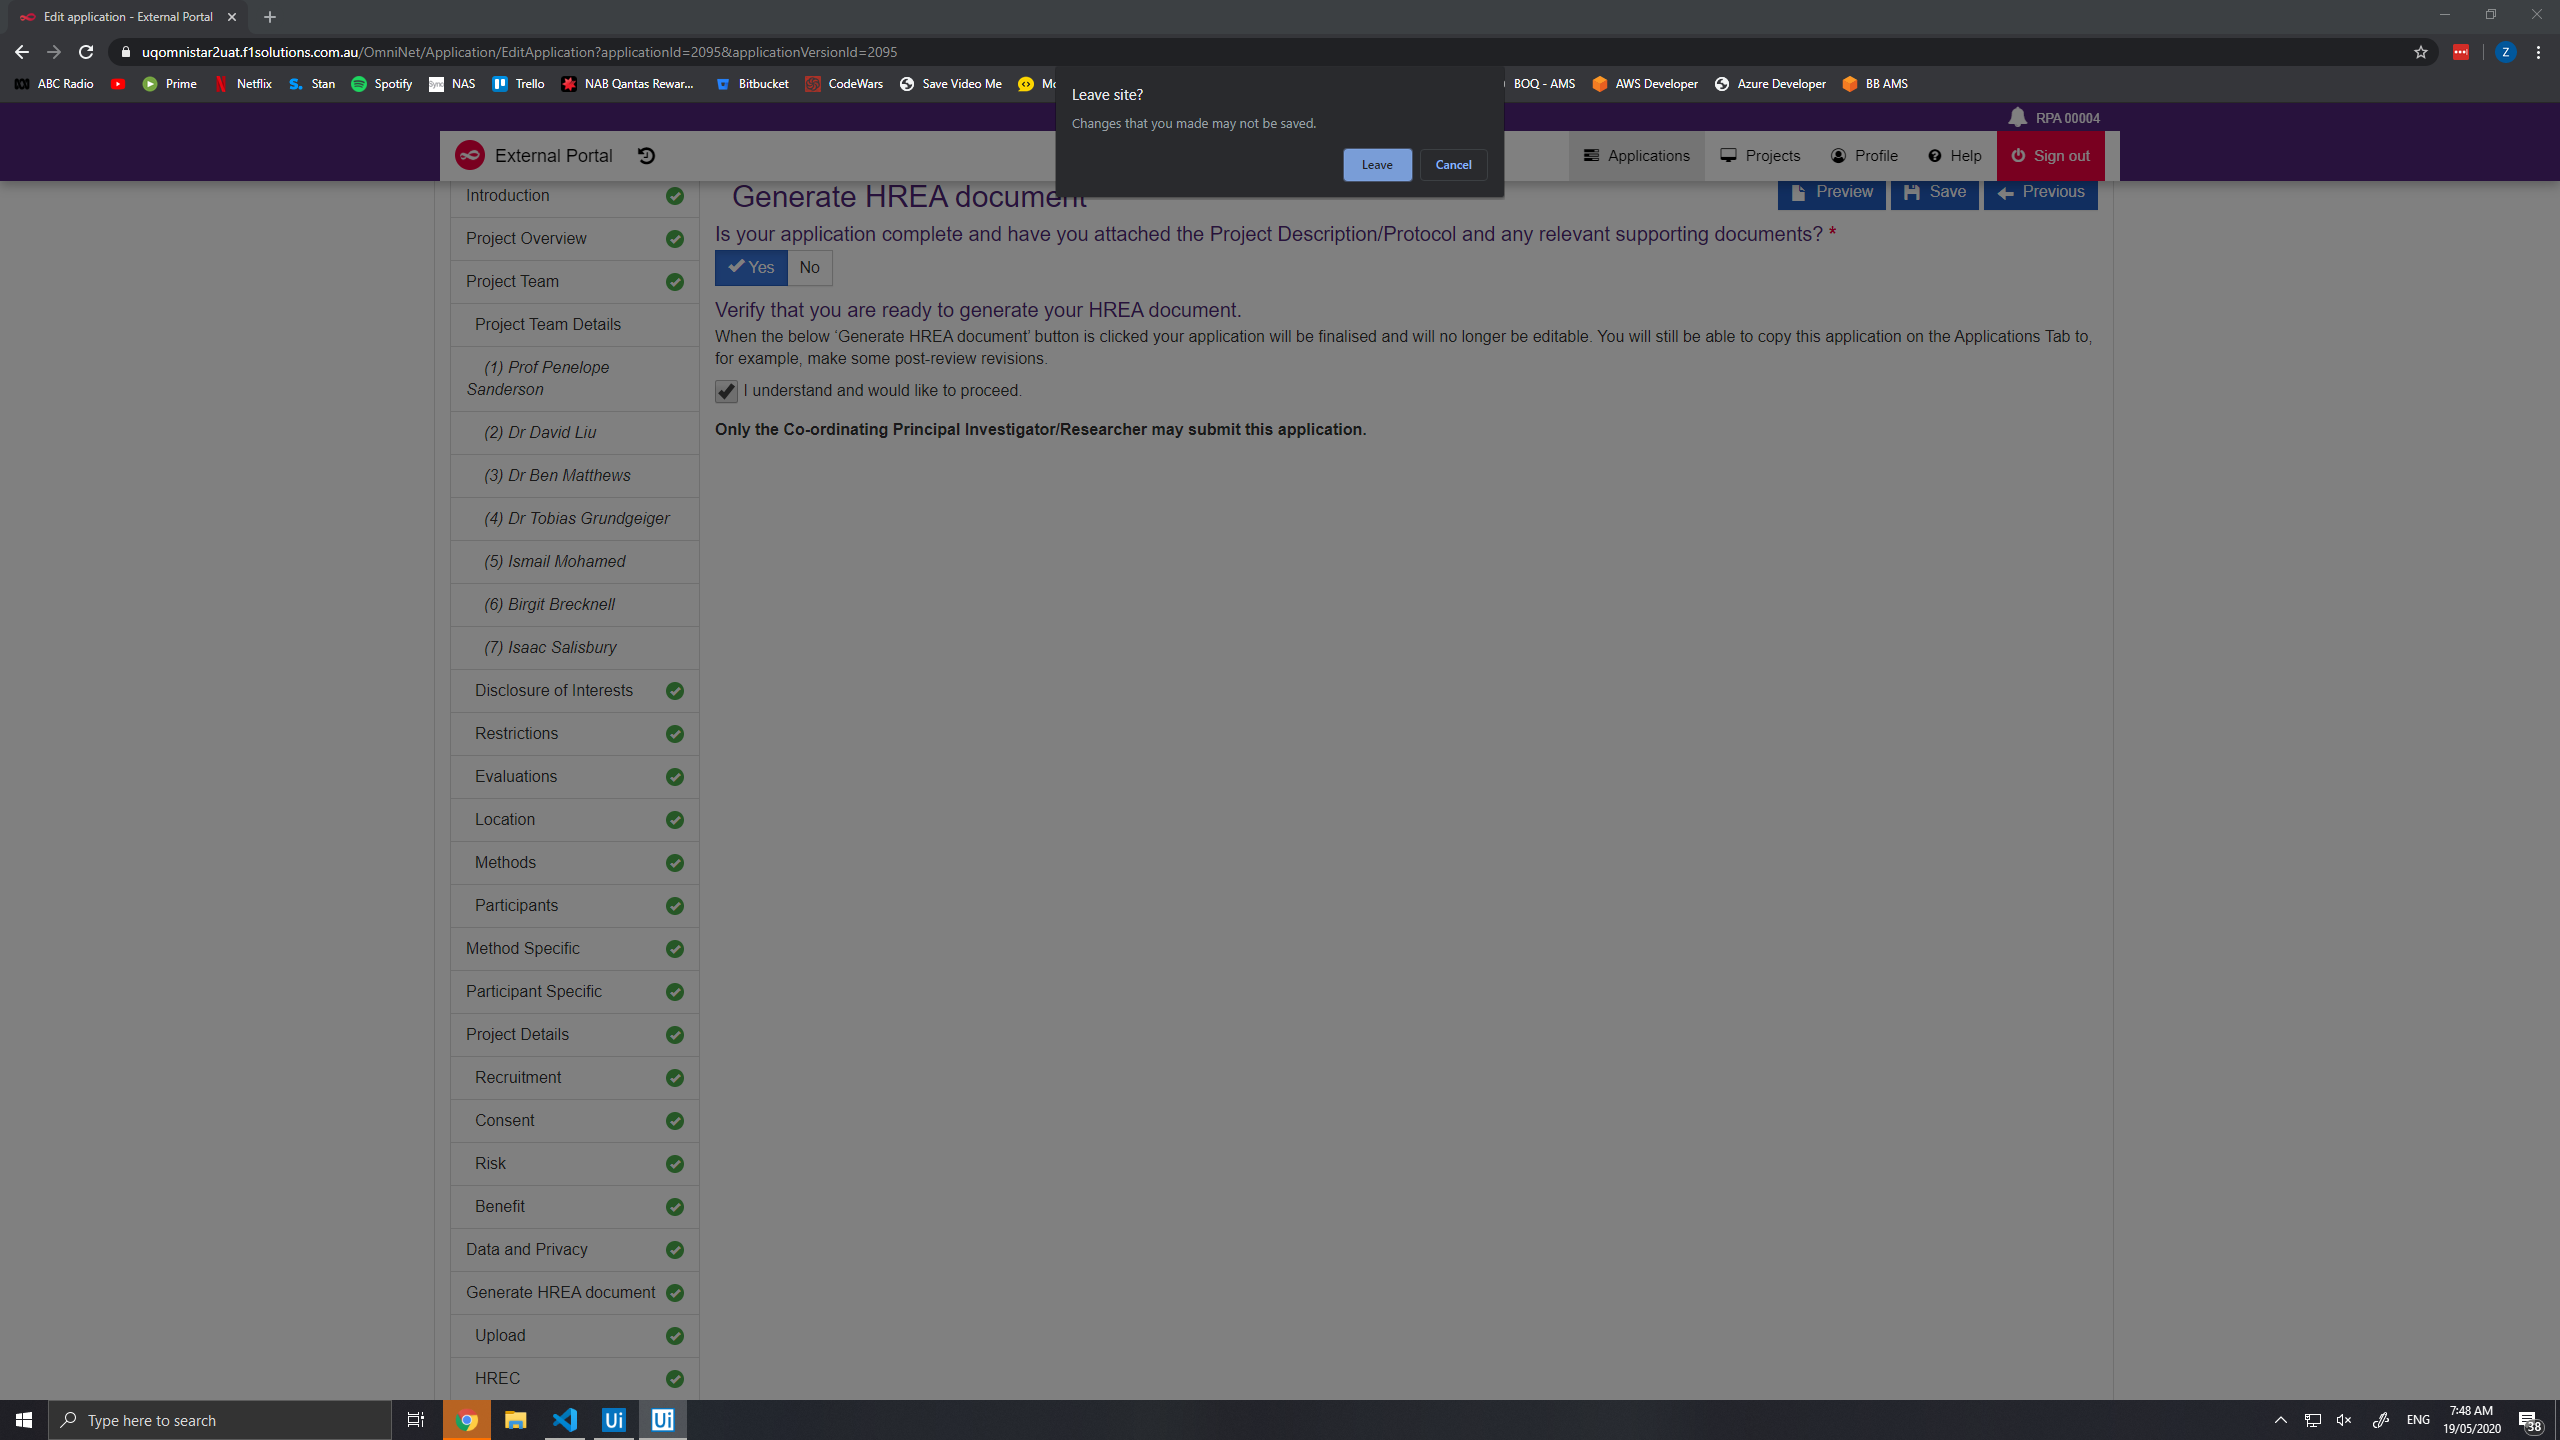 Edit application - External Portal
uqomnistar2uat.f1solutions.com.au/OmniNet/Application/EditApplication?applicationId=2095&applicationVersionId=2095
Z
ABC Radio
Prime
Netflix
Stan
Spotify
NAS
Trello
NAB Qantas Rewar...
Bitbucket
CodeWars
Save Video Me
BOQ - AMS
AWS Developer
Azure Developer
BB AMS
Leave site?
Changes that you made may not be saved.
Leave
Cancel
RPA 00004
External Portal
Applications
Projects
Profile
Help
Sign out
Introduction
Project Overview
Project Team
Project Team Details
(1) Prof Penelope
Sanderson
(2) Dr David Liu
(3) Dr Ben Matthews
(4) Dr Tobias Grundgeiger
(5) Ismail Mohamed
(6) Birgit Brecknell
(7) Isaac Salisbury
Disclosure of Interests
Restrictions
Evaluations
Location
Methods
Participants
Method Specific
Participant Specific
Project Details
Recruitment
Consent
Risk
Benefit
Data and Privacy
Generate HREA document
Upload
HREC
Generate HREA document
Preview
Save
Previous
Is your application complete and have you attached the Project Description/Protocol and any relevant supporting documents? *
Yes
No
Verify that you are ready to generate your HREA document.
When the below ‘Generate HREA document’ button is clicked your application will be finalised and will no longer be editable. You will still be able to copy this application on the Applications Tab to,
for example, make some post-review revisions.
I understand and would like to proceed.
Only the Co-ordinating Principal Investigator/Researcher may submit this application.
Type here to search
Ui
Ui
ENG
7:48 AM
19/05/2020
38